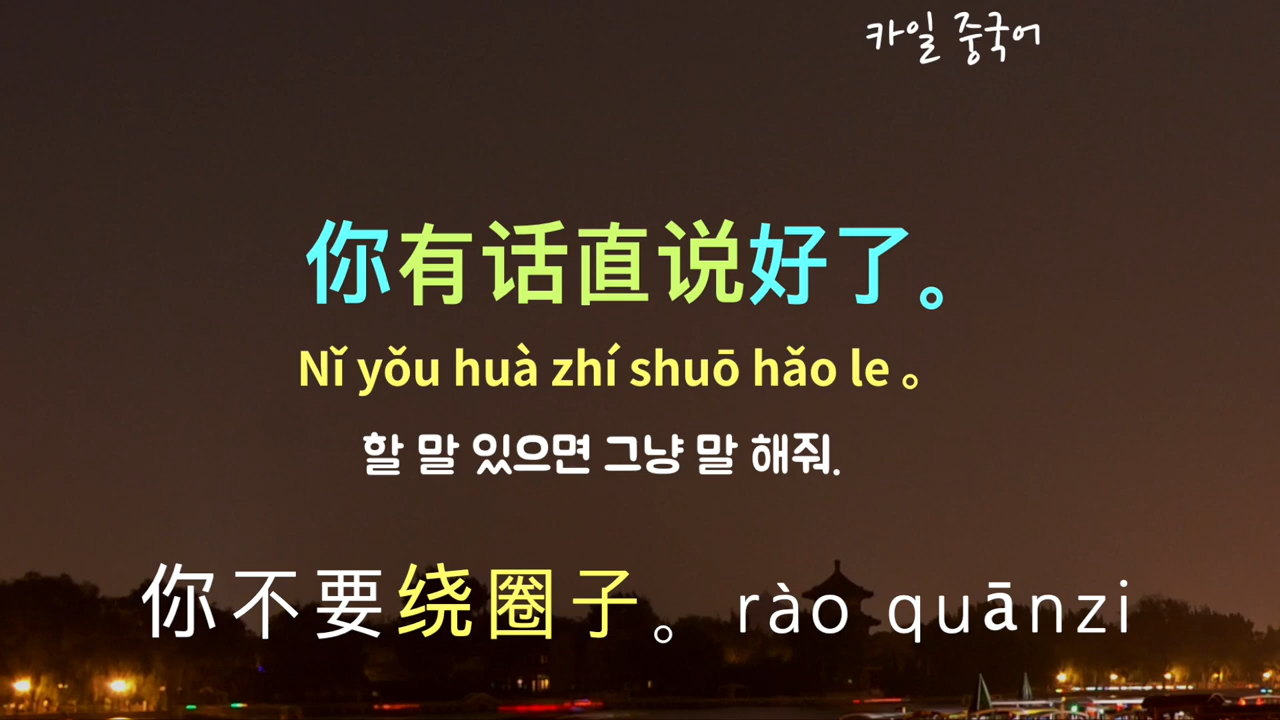 카일 중국어
你有话直说好了。
Nǐ yǒu huà zhí shuō hǎo le 。
할 말 있으면 그냥 말 해줘.
你不要绕圈子。 rào quānzi